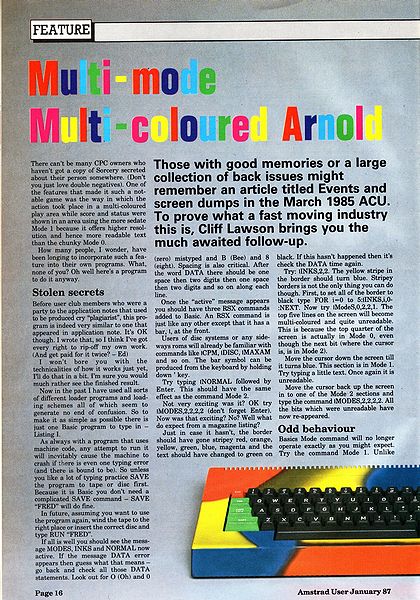 FEATURE
Multi-mode
Multi-coloured Arnold
There can't be many CPC owners who
haven't got a copy of Sorcery secreted
about their person somewhere. (Don't
you just love double negatives). One of
the features that made it such a not-
able game was the way in which the
action took place in a multi-coloured
play area while score and status were
shown in an area using the more sedate
Mode 1 because it offers higher resol-
ution and hence more readable text
than the chunky Mode 0.
How many people, I wonder, have
been longing to incorporate such a fea-
ture into their own programs. What,
none of you? Oh well here's a program
to do it anyway.
Stolen secrets
Before user club members who were a
party to the application notes that used
to be produced cry "plagiarist", this pro-
gram is indeed very similar to one that
appeared in application note. It's OK
though. I wrote that, so I think I've got
every right to rip-off my own work.
(And get paid for it twice? – Ed)
I won't bore you with the
technicalities of how it works just yet,
I'll do that in a bit. I'm sure you would
much rather see the finished result.
Now in the past I have used all sorts
of different loader programs and load-
ing schemes all of which seem to
generate no end of confusion. So to
make it as simple as possible there is
just one Basic program to type in –
Listing 1.
As always with a program that uses
machine code, any attempt to run it
will inevitably cause the machine to
crash if there is even one typing error
(and there is bound to be). So unless
you like a lot of typing practice SAVE
the program to tape or disc first.
Because it is Basic you don't need a
complicated SAVE command – SAVE
"FRED" will do fine.
In future, assuming you want to use
the program again, wind the tape to the
right place or insert the correct disc and
type RUN "FRED".
If all is well you should see the mess-
age MODES, INKS and NORMAL now
active. If the message DATA error
appears then guess what that means –
go back and check all those DATA
statements. Look out for O (Oh) and 0
Those with good memories or a large
collection of back issues might
remember an article titled Events and
screen dumps in the March 1985 ACU.
To prove what a fast moving industry
this is, Cliff Lawson brings you the
much awaited follow-up.
(zero) mistyped and B (Bee) and 8
(eight). Spacing is also critical. After
the word DATA there should be one
space then two digits then one space
then two digits and so on along each
line.
Once the "active" message appears
you should have three RSX commands
added to Basic. An RSX command is
just like any other except that it has a
bar, | at the front.
Users of disc systems or any side-
ways roms will already be familiar with
commands like |CPM, |DISC, |MAXAM
and so on. The bar symbol can be
produced from the keyboard by holding
down
key.
Try typing |NORMAL followed by
Enter. This should have the same
effect as the command Mode 2.
Not very exciting was it? OK try
|MODES,2,2,2,2 (don't forget Enter).
Now was that exciting? No? Well what
do expect from a magazine listing?
Just in case it hasn't, the border
should have gone stripey red, orange,
yellow, green, blue, magenta and the
text should have changed to green on
black. If this hasn't happened then it's
check the DATA time again.
Try: |INKS,2,2. The yellow stripe in
the border should turn blue. Stripey
borders is not the only thing you can do
though. First, to set all of the border to
black type FOR i=0 to 5:|INKS,i,0-
:NEXT. Now try |MODES,0,2,2,1. The
top five lines on the screen will become
multi-coloured and quite unreadable.
This is because the top quarter of the
screen is actually in Mode 0, even
though the next bit (where the cursor
is, is in Mode 2).
Move the cursor down the screen till
it turns blue. This section is in Mode 1.
Try typing a little text. Once again it is
unreadable.
Move the cursor back up the screen
in to one of the Mode 2 sections and
type the command |MODES,2,2,2,2. All
the bits which were unreadable have
now re-appeared.
Odd behaviour
Basics Mode command will no longer
operate exactly as you might expect.
Try the command Mode 1. Unlike
Page 16
Amstrad User January 87